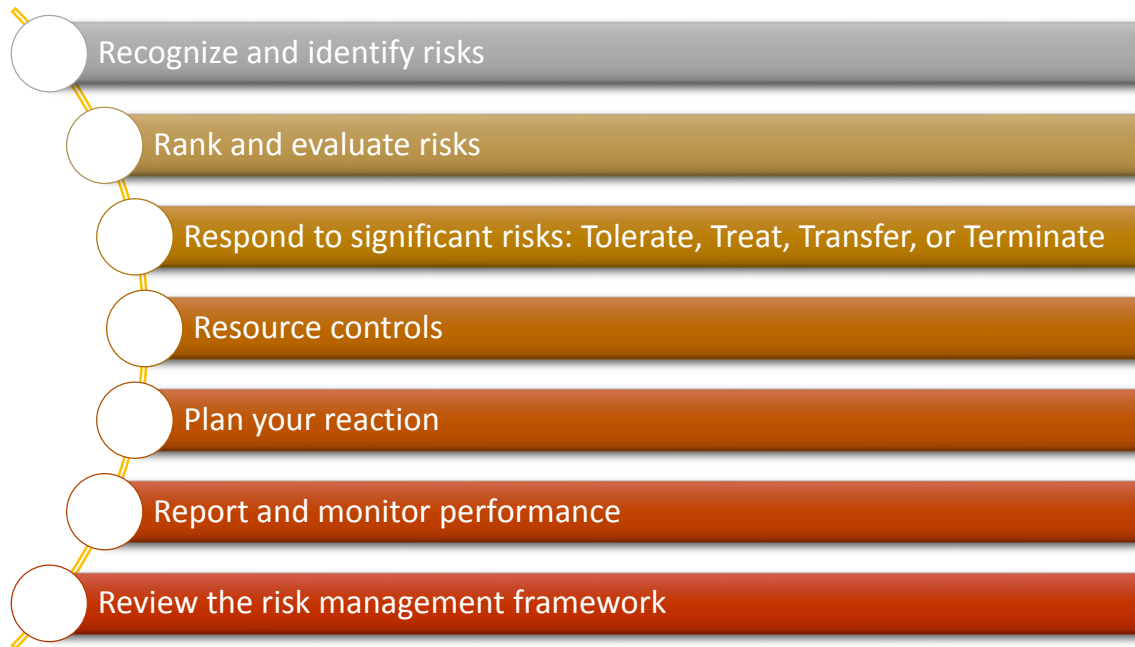 Recognize and identify risks
Rank and evaluate risks
Respond to significant risks: Tolerate, Treat, Transfer, or Terminate
Resource controls
Plan your reaction
Report and monitor performance
Review the risk management framework